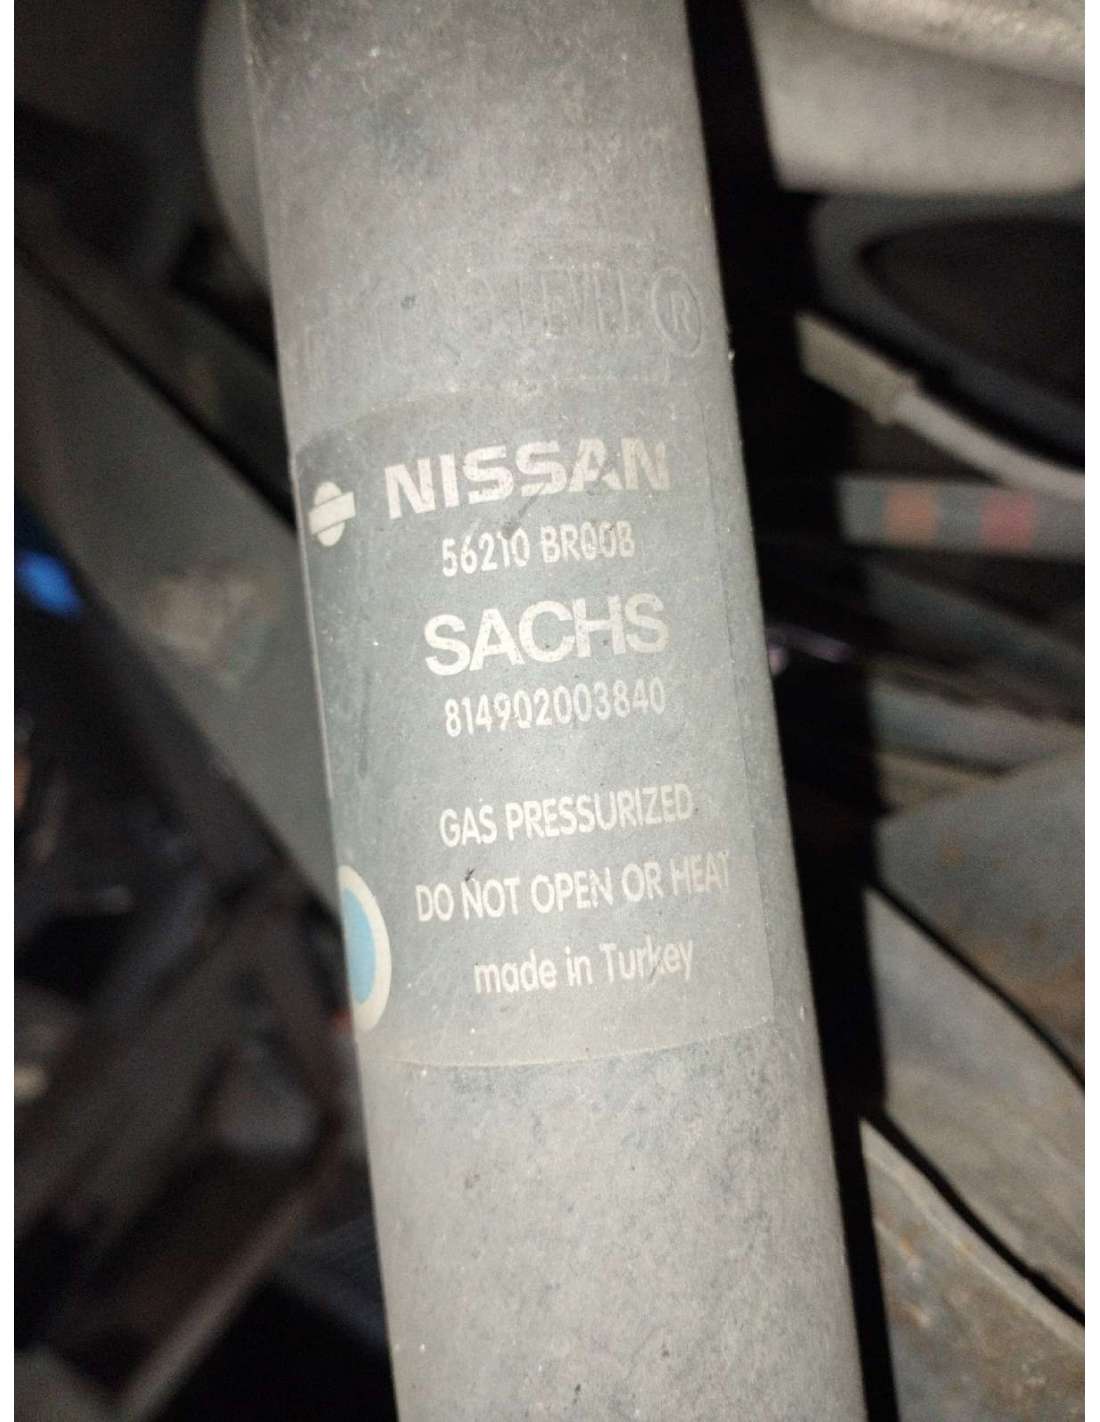 NISSAN
56210 BR00B
SACHS
814902003840
GAS PRESSURIZED
DO NOT OPEN OR HEAT
made in Turkey